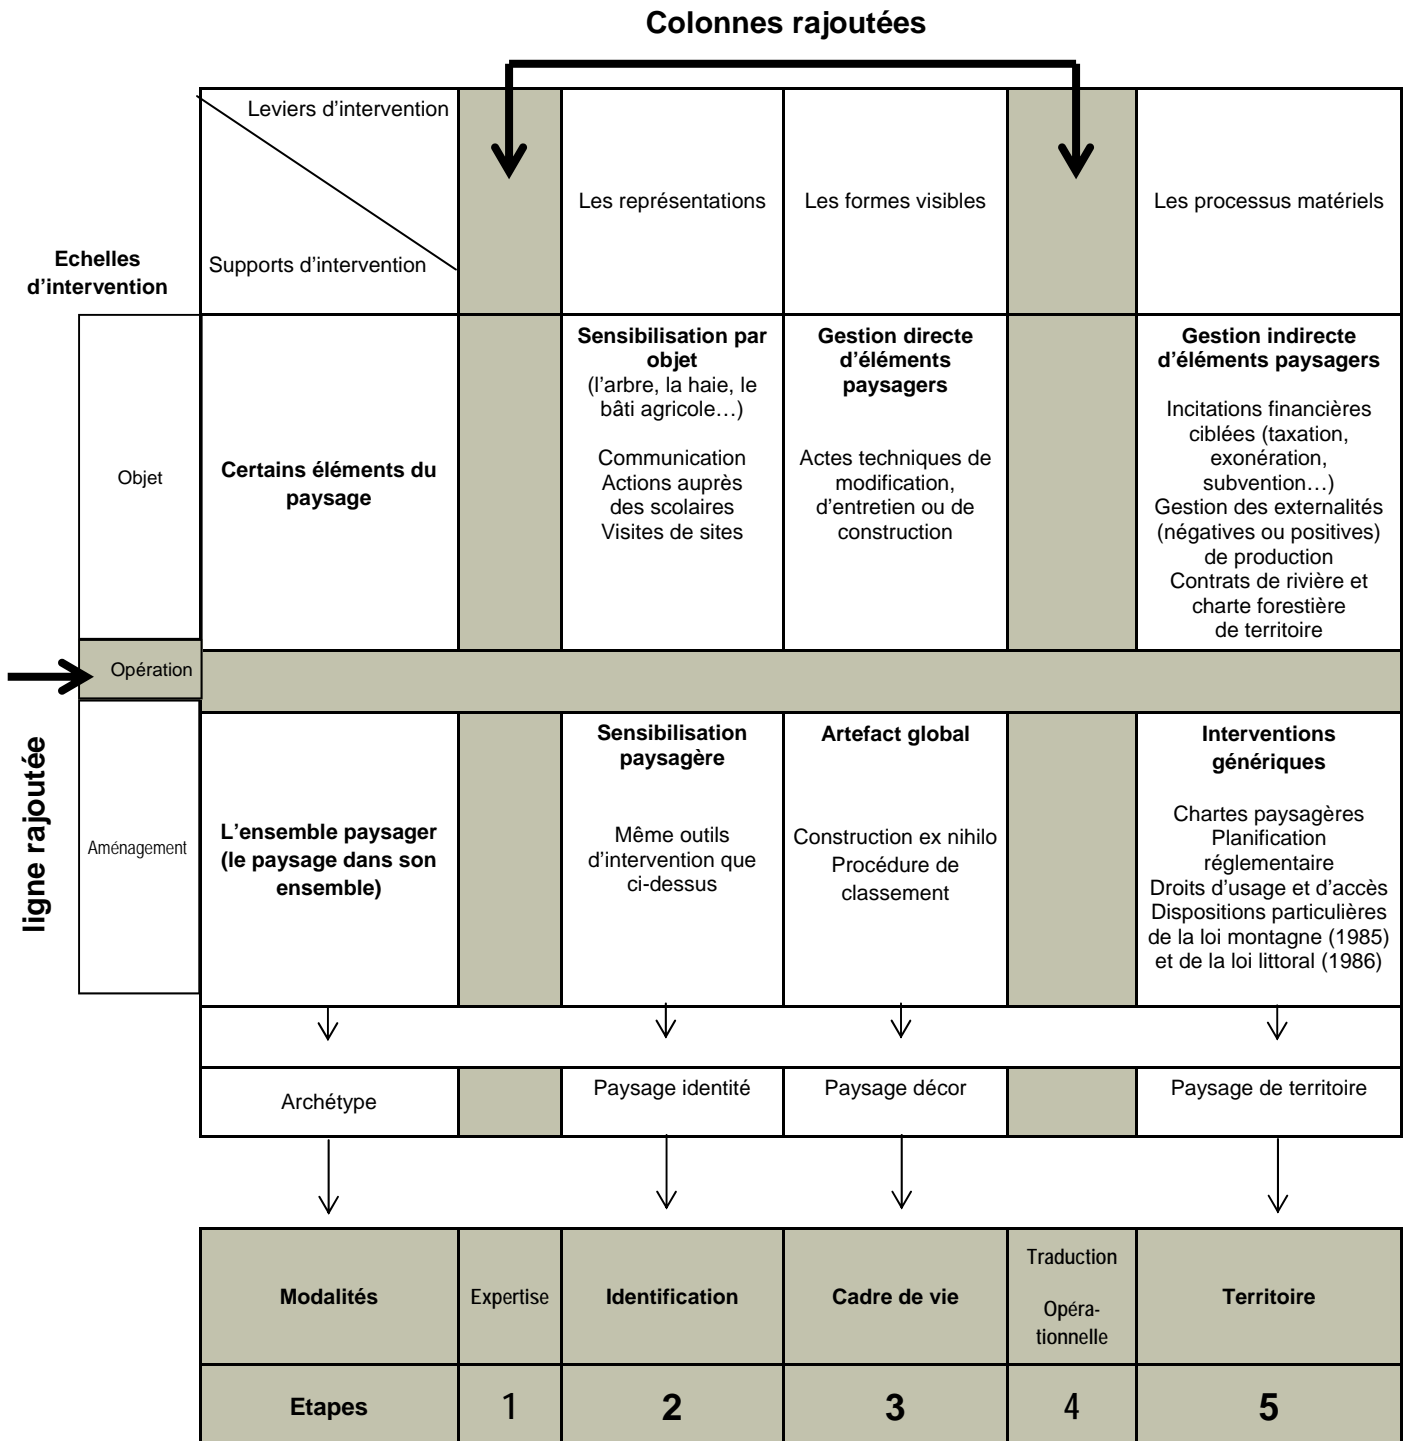 Colonnes rajoutées
Leviers d'intervention
Supports d'intervention
Les représentations
Les formes visibles
Les processus matériels
Echelles
d'intervention
Objet
Certains éléments du
paysage
Sensibilisation par
objet
(l'arbre, la haie, le
bâti agricole…)
Communication
Actions auprès
des scolaires
Visites de sites
Gestion directe
d'éléments
paysagers
Actes techniques de
modification,
d'entretien ou de
construction
Gestion indirecte
d'éléments paysagers
Incitations financières
ciblées (taxation,
exonération,
subvention…)
Gestion des externalités
(négatives ou positives)
de production
Contrats de rivière et
charte forestière
de territoire
Opération
ligne rajoutée
Aménagement
L'ensemble paysager
(le paysage dans son
ensemble)
Sensibilisation
paysagère
Même outils
d'intervention que
ci-dessus
Artefact global
Construction ex nihilo
Procédure de
classement
Interventions
génériques
Chartes paysagères
Planification
réglementaire
Droits d'usage et d'accès
Dispositions particulières
de la loi montagne (1985)
et de la loi littoral (1986)
Archétype
Paysage identité
Paysage décor
Paysage de territoire
Modalités
Expertise
Identification
Cadre de vie
Traduction
Opéra-
tionnelle
Territoire
Etapes
1
2
3
4
5